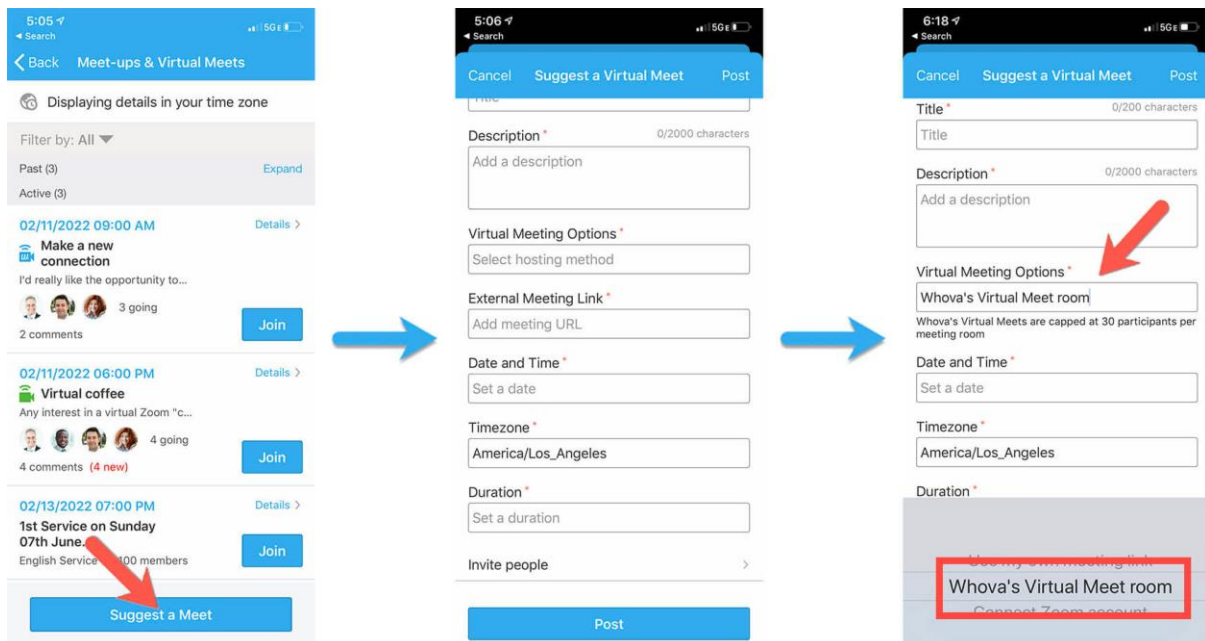 5:05
◄ Search
5GE
Back
Meet-ups & Virtual Meets
Displaying details in your time zone
Filter by: All
Past (3)
Expand
Active (3)
02/11/2022 09:00 AM
Details >
Make a new
connection
I'd really like the opportunity to...
3 going
2 comments
Join
02/11/2022 06:00 PM
Details >
Virtual coffee
Any interest in a virtual Zoom "c...
4 going
4 comments (4 new)
Join
02/13/2022 07:00 PM
Details >
1st Service on Sunday
07th June.
English Service 100 members
Join
Suggest a Meet
5:06
◄ Search
5GE
Cancel
Suggest a Virtual Meet
Post
Title
Description *
0/2000 characters
Add a description
Virtual Meeting Options *
Select hosting method
External Meeting Link *
Add meeting URL
Date and Time *
Set a date
Timezone *
America/Los_Angeles
Duration *
Set a duration
Invite people >
Post
6:18
◄ Search
5GE
Cancel
Suggest a Virtual Meet
Post
Title *
0/200 characters
Title
Description *
0/2000 characters
Add a description
Virtual Meeting Options *
Whova's Virtual Meet room
Whova's Virtual Meets are capped at 30 participants per
meeting room
Date and Time *
Set a date
Timezone *
America/Los_Angeles
Duration *
Use my own meeting link
Whova's Virtual Meet room
Connect Zoom account